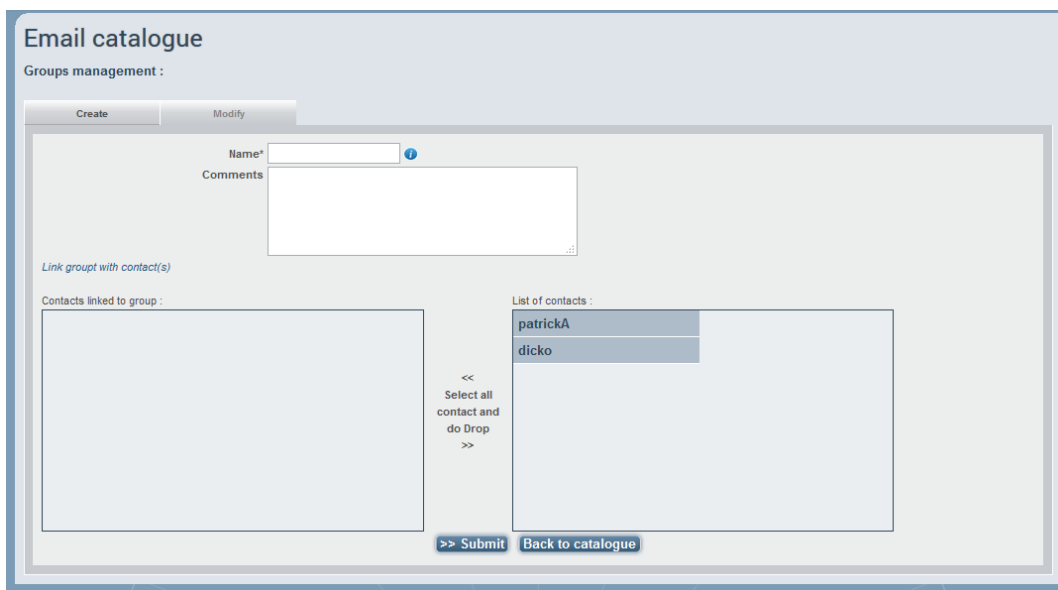 Email catalogue
Groups management :
Create Modify
Name*
Comments
Link groupt with contact(s)
Contacts linked to group : List of contacts :
patrickA
dicko
<<
Select all
contact and
do Drop
>>
>> Submit Back to catalogue